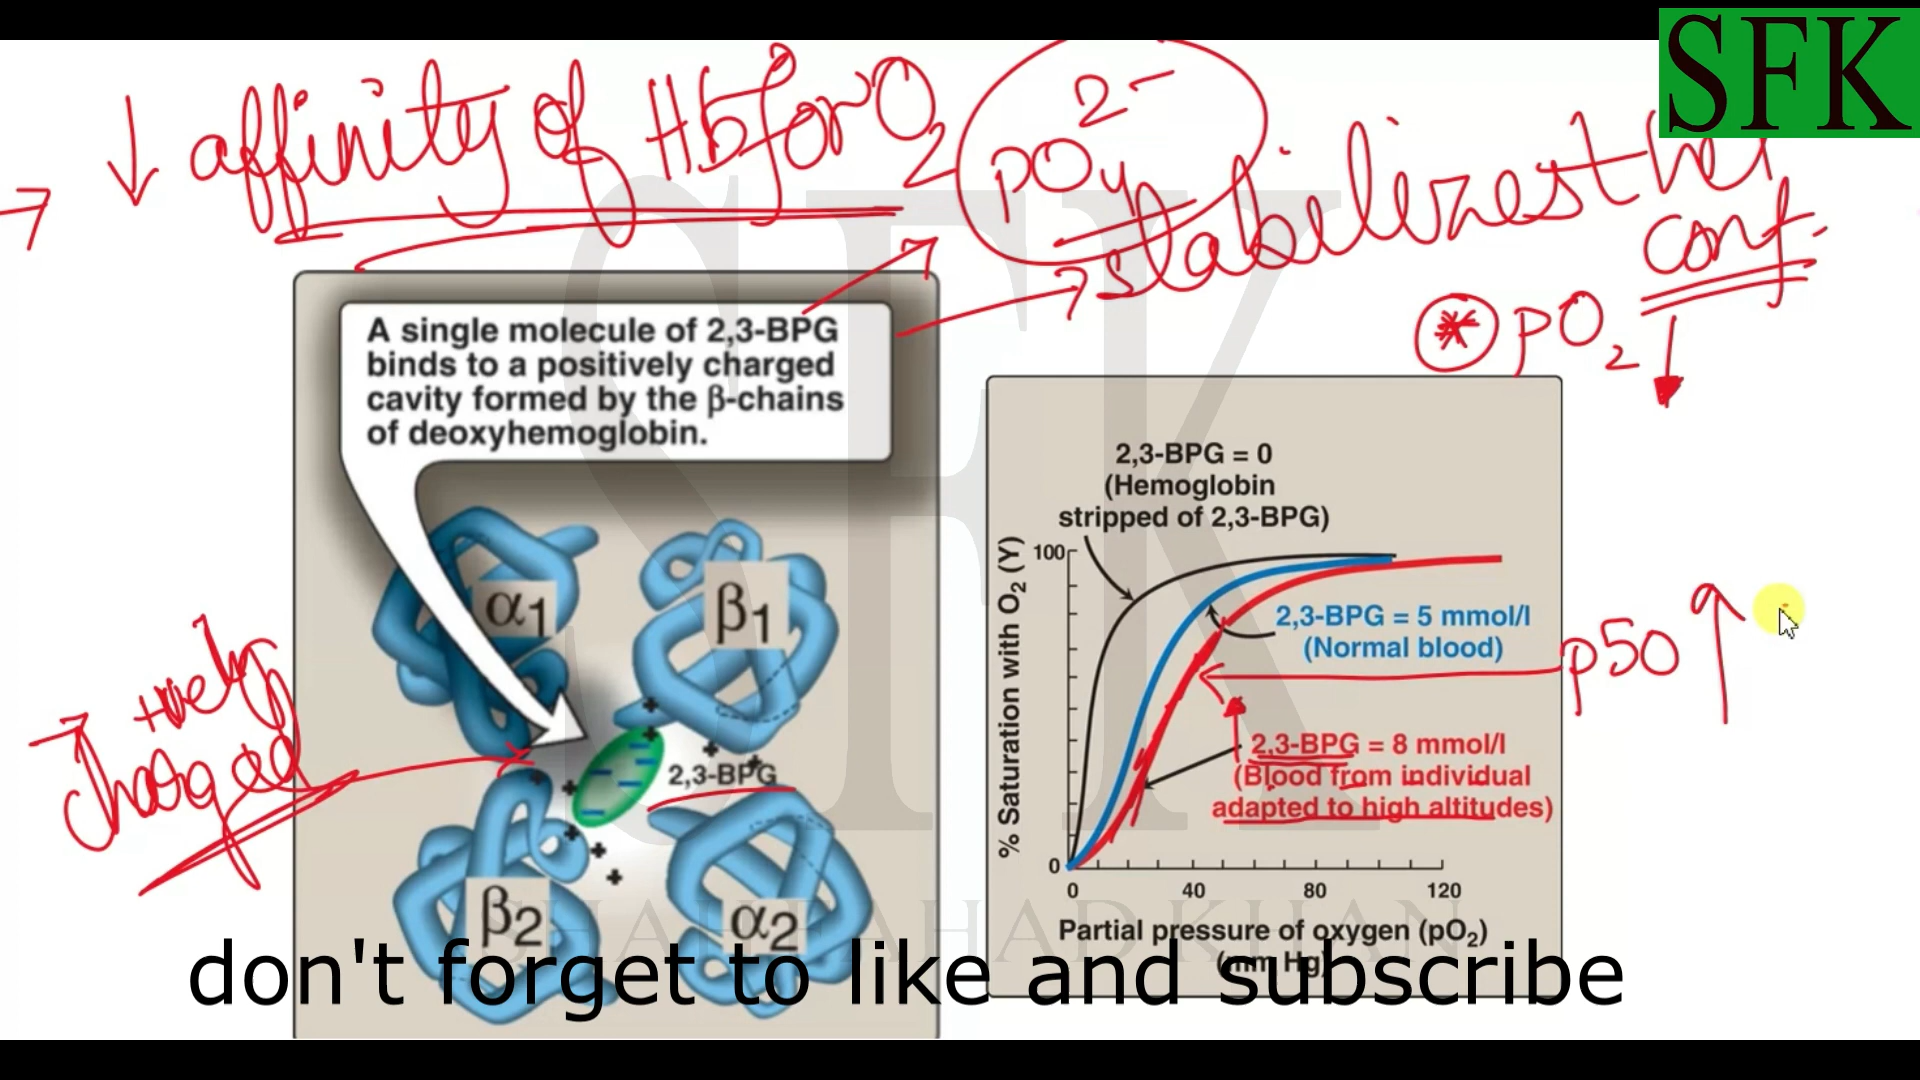 SFK
↓ affinity of Hb for O2
PO4 2-
→ stabilizes the T
conf.
* pO2 ↓
A single molecule of 2,3-BPG
binds to a positively charged
cavity formed by the β-chains
of deoxyhemoglobin.
α1
β1
2,3-BPG
β2
α2
→ +vely
charged
2,3-BPG = 0
(Hemoglobin
stripped of 2,3-BPG)
% Saturation with O2 (Y)
100
0
2,3-BPG = 5 mmol/l
(Normal blood)
p50 ↑
2,3-BPG = 8 mmol/l
(Blood from individual
adapted to high altitudes)
0 40 80 120
Partial pressure of oxygen (pO2)
(mm Hg)
SFK
SHAH FAHAD KHAN
don't forget to like and subscribe